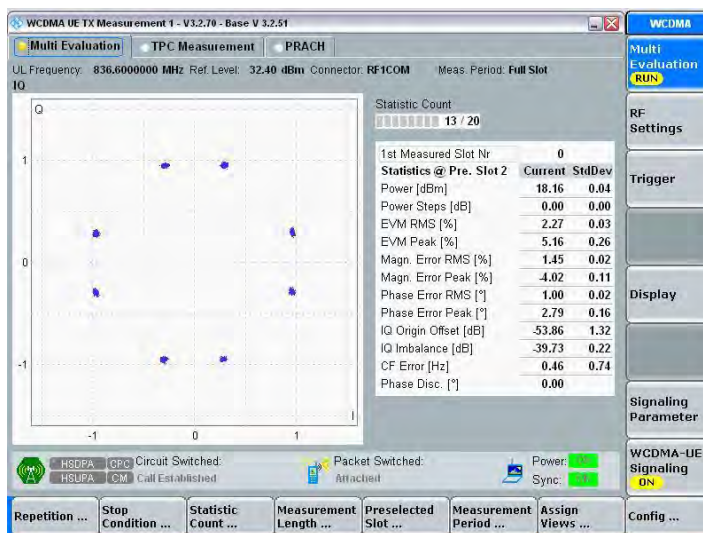 WCDMA UE TX Measurement 1 - V3.2.70 - Base V 3.2.51
WCDMA
Multi Evaluation
TPC Measurement
PRACH
Multi Evaluation
RUN
UL Frequency: 836.6000000 MHz Ref. Level: 32.40 dBm Connector: RF1COM Meas. Period: Full Slot
IQ
Q
1
0
-1
-1
0
1
I
Statistic Count
13 / 20
1st Measured Slot Nr 0
Statistics @ Pre. Slot 2 Current StdDev
Power [dBm] 18.16 0.04
Power Steps [dB] 0.00 0.00
EVM RMS [%] 2.27 0.03
EVM Peak [%] 5.16 0.26
Magn. Error RMS [%] 1.45 0.02
Magn. Error Peak [%] -4.02 0.11
Phase Error RMS [°] 1.00 0.02
Phase Error Peak [°] 2.79 0.16
IQ Origin Offset [dB] -53.86 1.32
IQ Imbalance [dB] -39.73 0.22
CF Error [Hz] 0.46 0.74
Phase Disc. [°] 0.00
RF Settings
Trigger
Display
Signaling Parameter
WCDMA-UE Signaling
ON
HSDPA CPC Circuit Switched:
HSUPA CM Call Established
Packet Switched:
Attached
Power:
Sync:
Repetition ...
Stop Condition ...
Statistic Count ...
Measurement Length ...
Preselected Slot ...
Measurement Period ...
Assign Views ...
Config ...